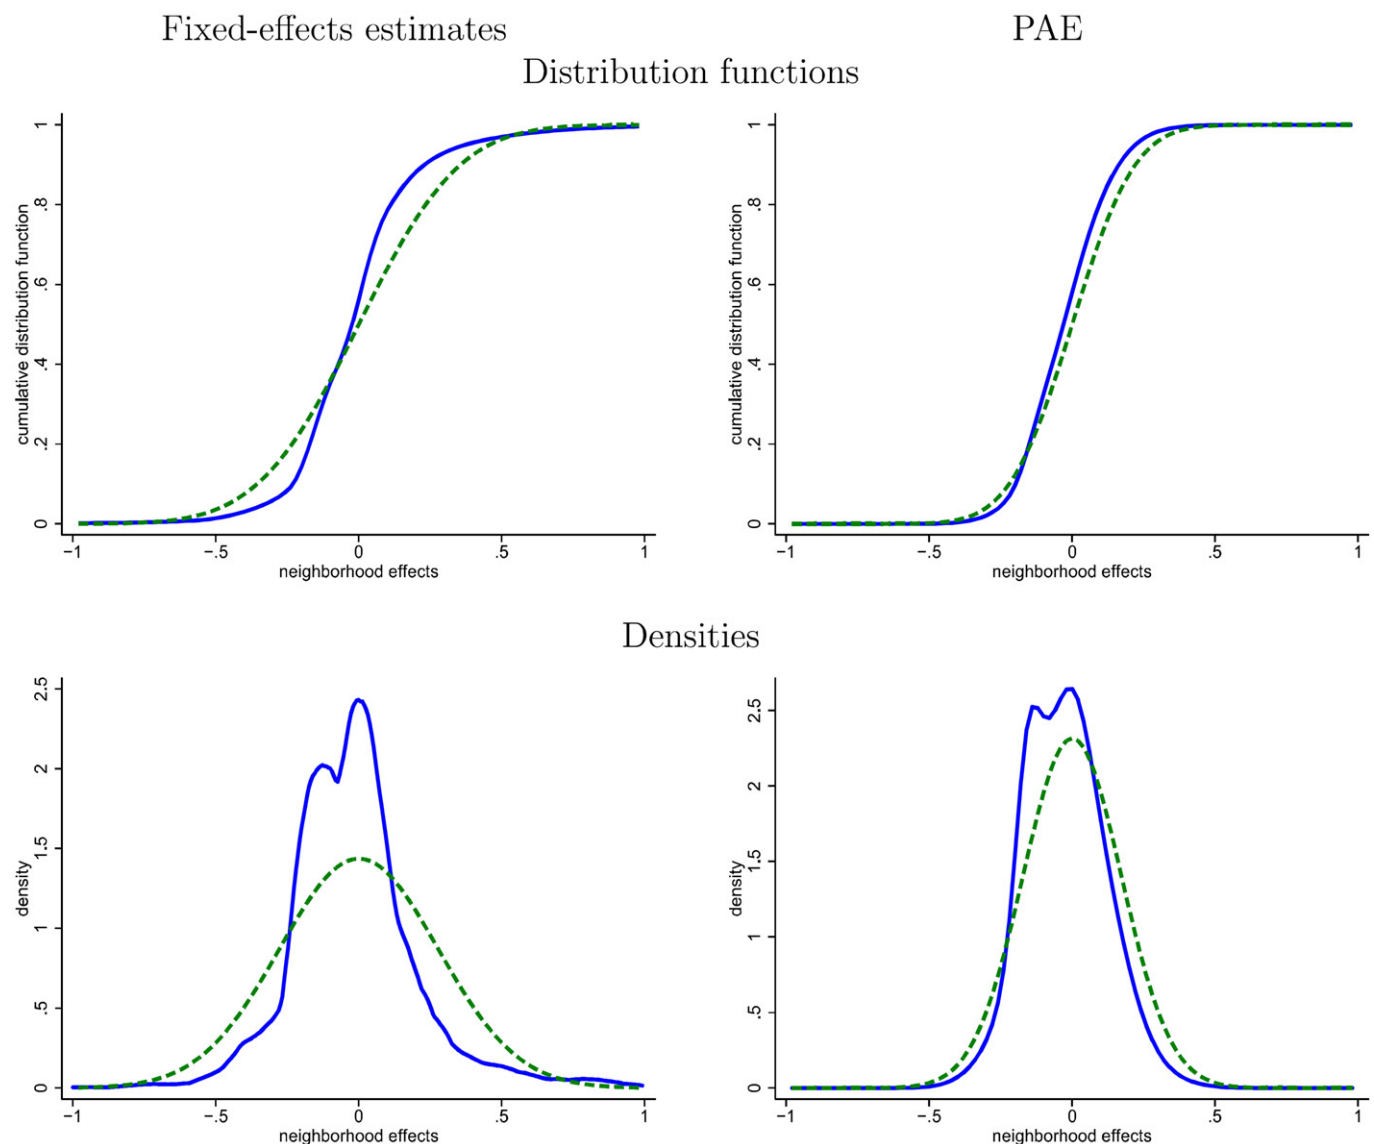 Fixed-effects estimates PAE
Distribution functions
cumulative distribution function
0 .2 .4 .6 .8 1
−1 −.5 0 .5 1
neighborhood effects
cumulative distribution function
0 .2 .4 .6 .8 1
−1 −.5 0 .5 1
neighborhood effects
Densities
density
0 .5 1 1.5 2 2.5
−1 −.5 0 .5 1
neighborhood effects
density
0 .5 1 1.5 2 2.5
−1 −.5 0 .5 1
neighborhood effects